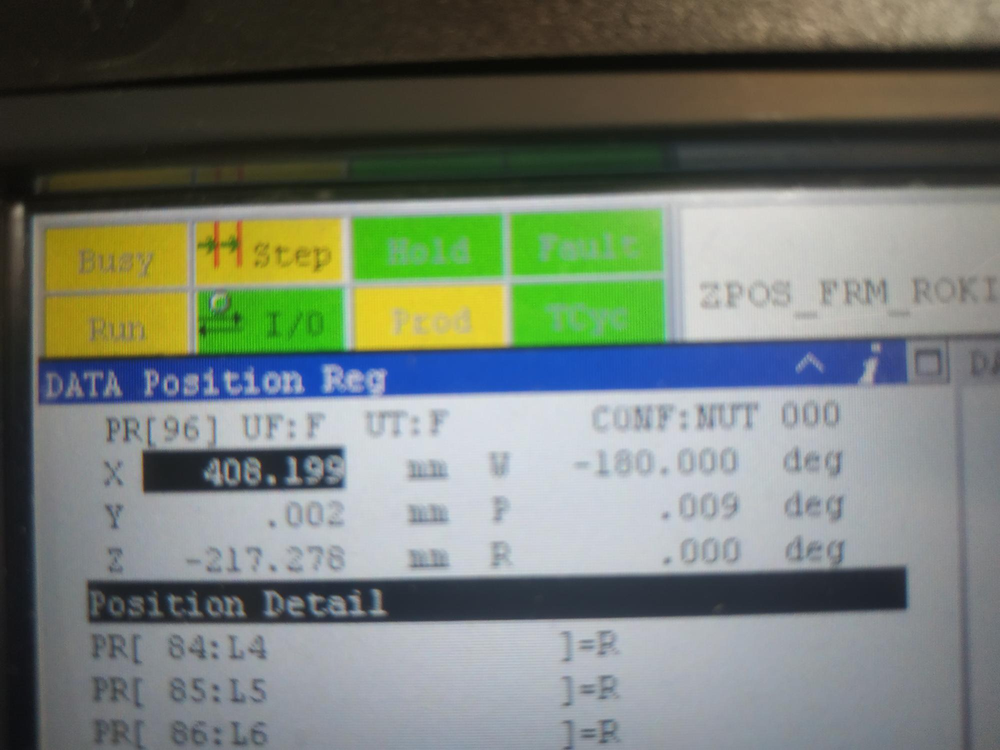 Busy Step Hold Fault
Run I/O Prod TCyc
ZPOS_FRM_ROKI
DATA Position Reg
PR[96] UF:F UT:F CONF:NUT 000
X 408.199 mm W -180.000 deg
Y .002 mm P .009 deg
Z -217.278 mm R .000 deg
Position Detail
PR[ 84:L4 ]=R
PR[ 85:L5 ]=R
PR[ 86:L6 ]=R